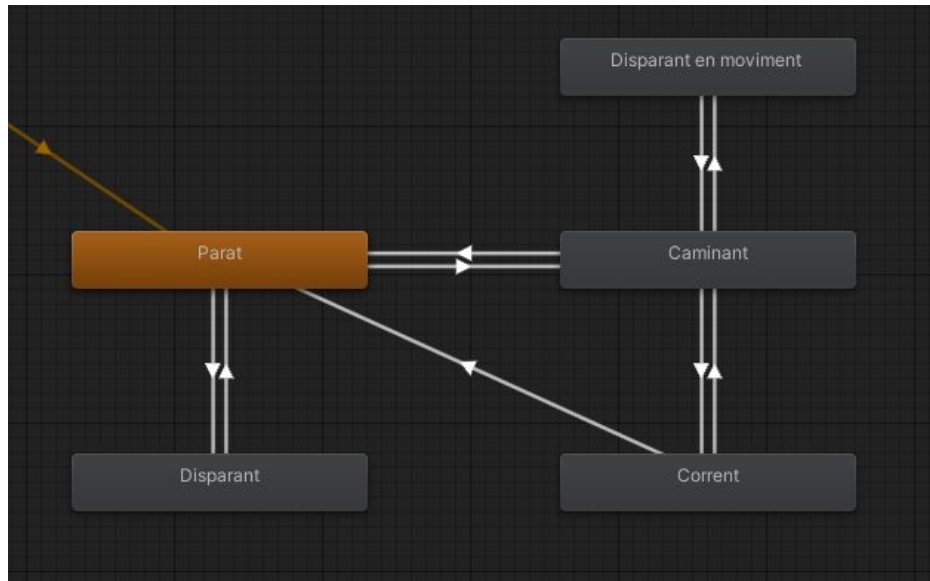 Disparant en moviment
Parat
Caminant
Disparant
Corrent